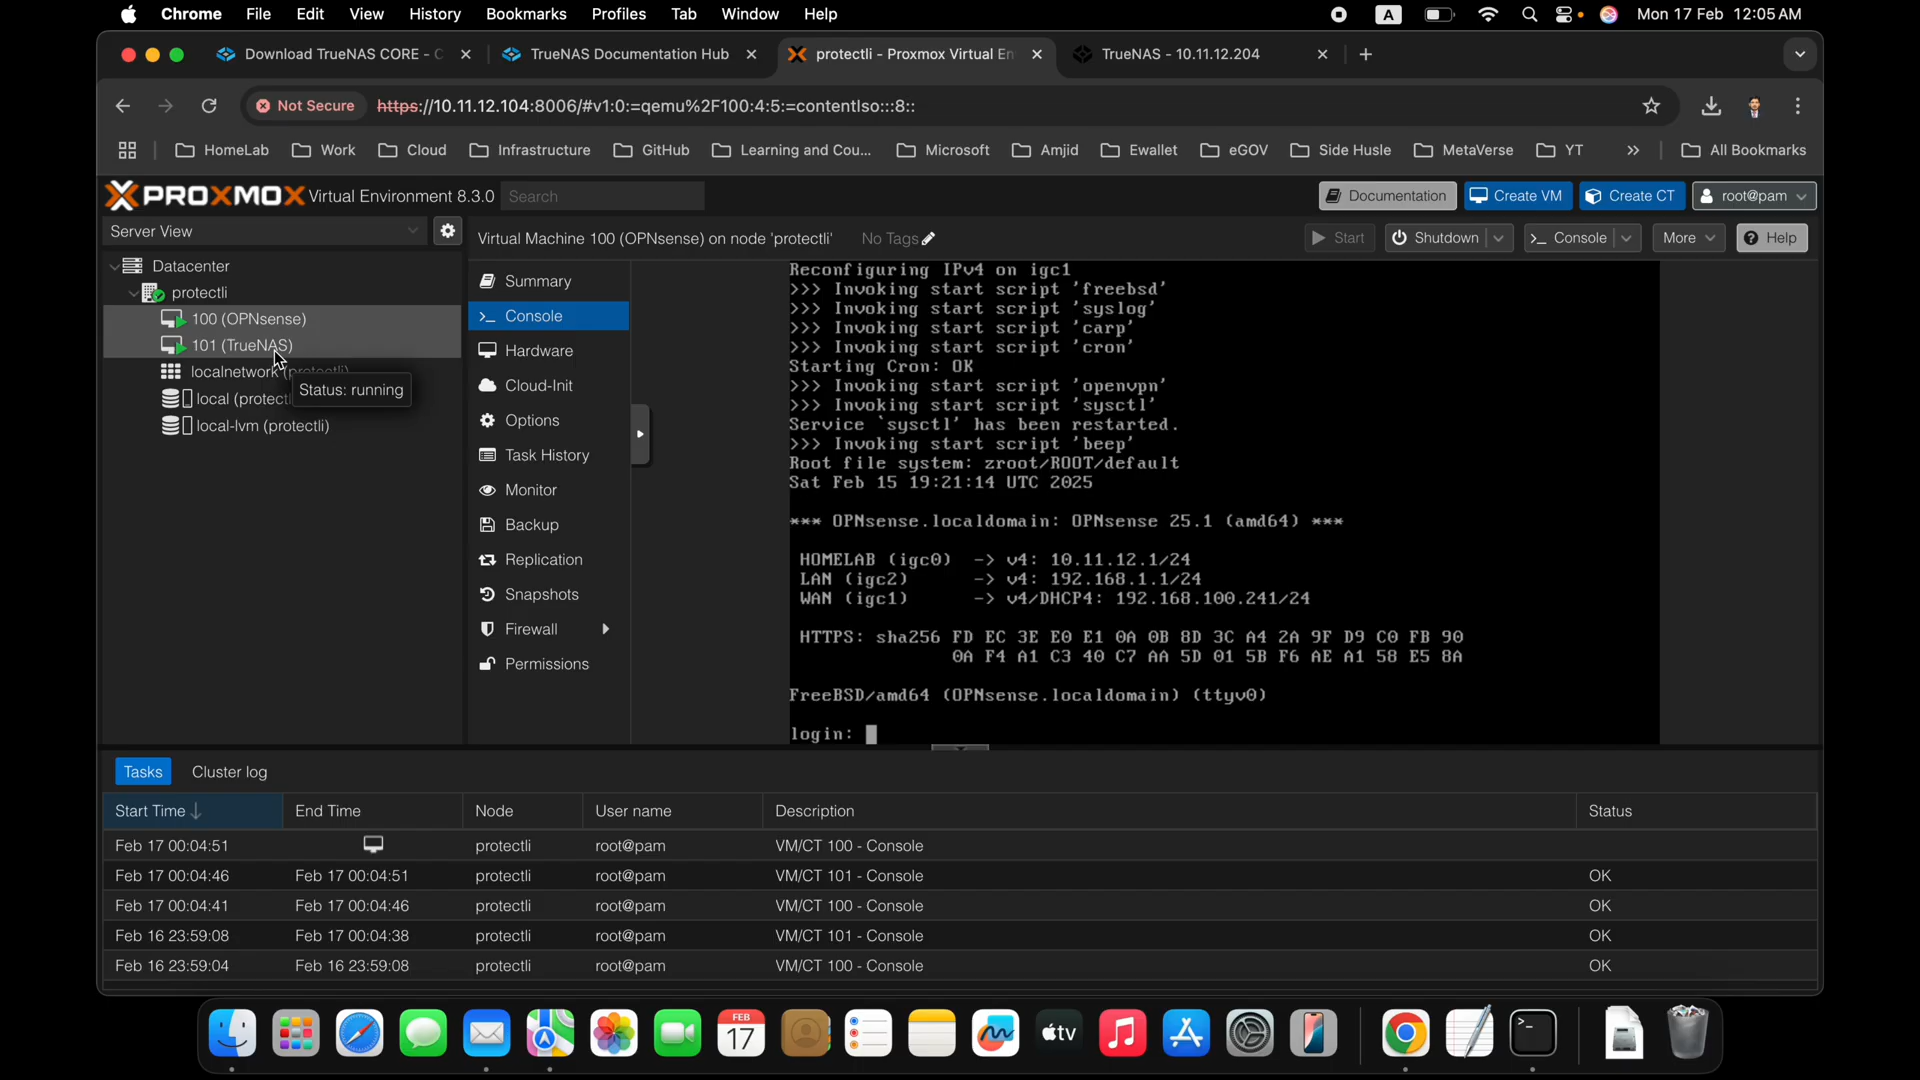 Chrome File Edit View History Bookmarks Profiles Tab Window Help A Mon 17 Feb 12:05 AM
Download TrueNAS CORE - C TrueNAS Documentation Hub protectli - Proxmox Virtual En TrueNAS - 10.11.12.204
Not Secure https://10.11.12.104:8006/#v1:0:=qemu%2F100:4:5:=contentIso:::8::
HomeLab Work Cloud Infrastructure GitHub Learning and Cou... Microsoft Amjid Ewallet eGOV Side Husle MetaVerse YT » All Bookmarks
PROXMOX Virtual Environment 8.3.0 Search Documentation Create VM Create CT root@pam
Server View
Virtual Machine 100 (OPNsense) on node 'protectli' No Tags Start Shutdown Console More Help
Datacenter
protectli
100 (OPNsense)
101 (TrueNAS)
localnetwork (protectli)
Status: running
local (protectli
local-lvm (protectli)
Summary
Console
Hardware
Cloud-Init
Options
Task History
Monitor
Backup
Replication
Snapshots
Firewall
Permissions
Reconfiguring IPv4 on igc1
>>> Invoking start script 'freebsd'
>>> Invoking start script 'syslog'
>>> Invoking start script 'carp'
>>> Invoking start script 'cron'
Starting Cron: OK
>>> Invoking start script 'openvpn'
>>> Invoking start script 'sysctl'
Service `sysctl' has been restarted.
>>> Invoking start script 'beep'
Root file system: zroot/ROOT/default
Sat Feb 15 19:21:14 UTC 2025
*** OPNsense.localdomain: OPNsense 25.1 (amd64) ***
HOMELAB (igc0) -> v4: 10.11.12.1/24
LAN (igc2) -> v4: 192.168.1.1/24
WAN (igc1) -> v4/DHCP4: 192.168.100.241/24
HTTPS: sha256 FD EC 3E E0 E1 0A 0B 8D 3C A4 2A 9F D9 C0 FB 90
0A F4 A1 C3 40 C7 AA 5D 01 5B F6 AE A1 58 E5 8A
FreeBSD/amd64 (OPNsense.localdomain) (ttyv0)
login:
Tasks Cluster log
Start Time End Time Node User name Description Status
Feb 17 00:04:51 protectli root@pam VM/CT 100 - Console
Feb 17 00:04:46 Feb 17 00:04:51 protectli root@pam VM/CT 101 - Console OK
Feb 17 00:04:41 Feb 17 00:04:46 protectli root@pam VM/CT 100 - Console OK
Feb 16 23:59:08 Feb 17 00:04:38 protectli root@pam VM/CT 101 - Console OK
Feb 16 23:59:04 Feb 16 23:59:08 protectli root@pam VM/CT 100 - Console OK
FEB
17
tv